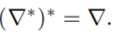 (∇*)* = ∇.